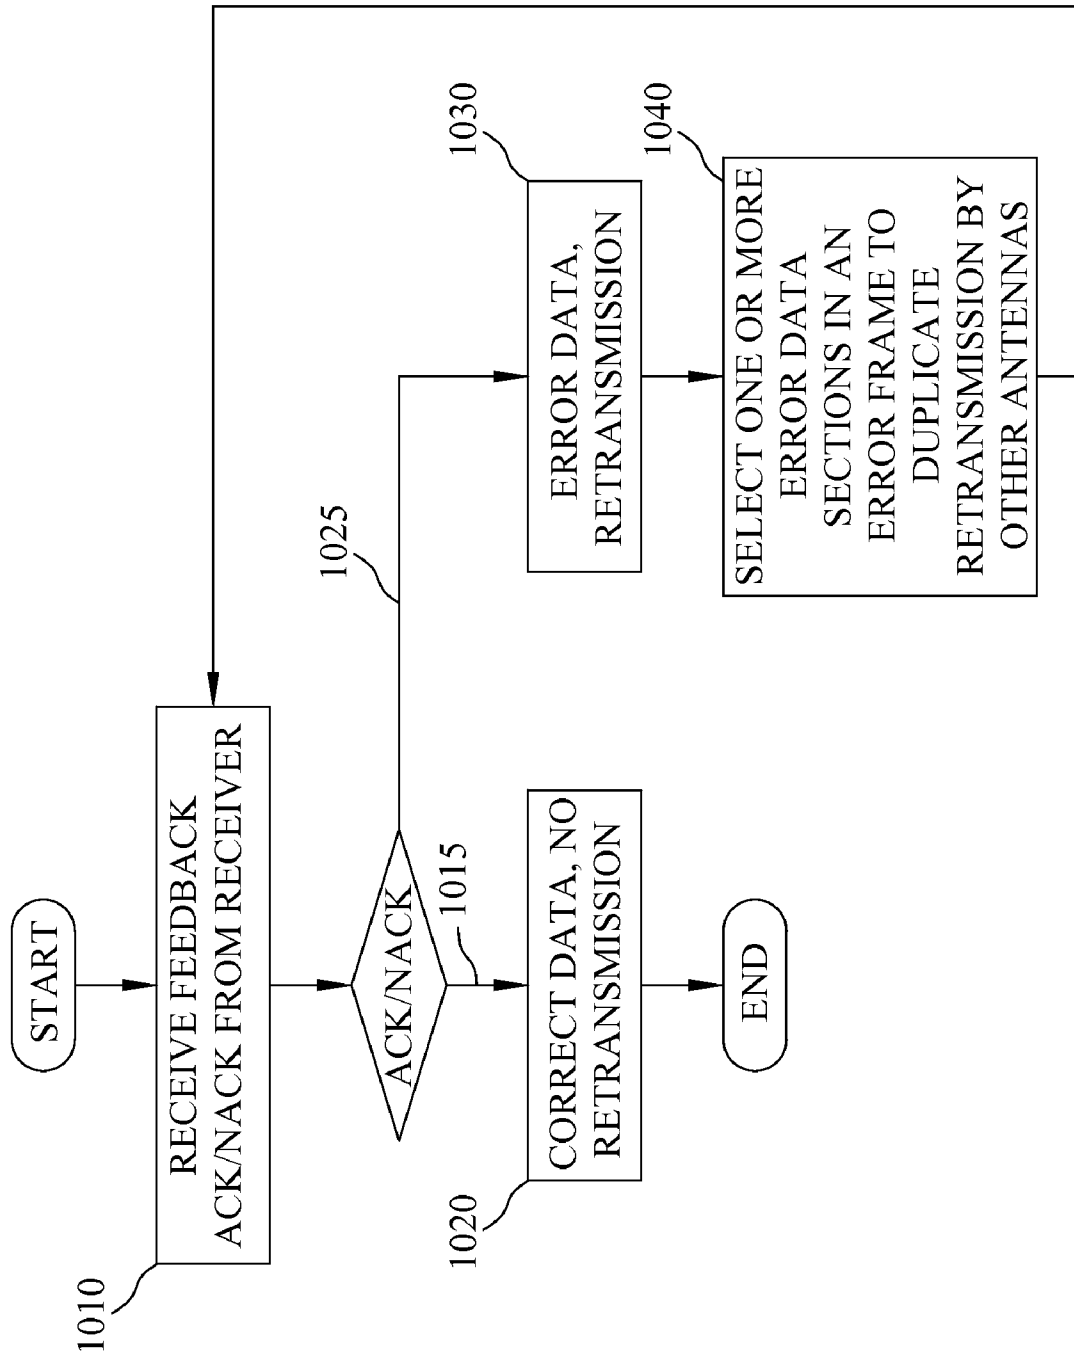 START
1010
RECEIVE FEEDBACK
ACK/NACK FROM RECEIVER
ACK/NACK
1015
1025
1020
CORRECT DATA, NO
RETRANSMISSION
END
1030
ERROR DATA,
RETRANSMISSION
1040
SELECT ONE OR MORE
ERROR DATA
SECTIONS IN AN
ERROR FRAME TO
DUPLICATE
RETRANSMISSION BY
OTHER ANTENNAS